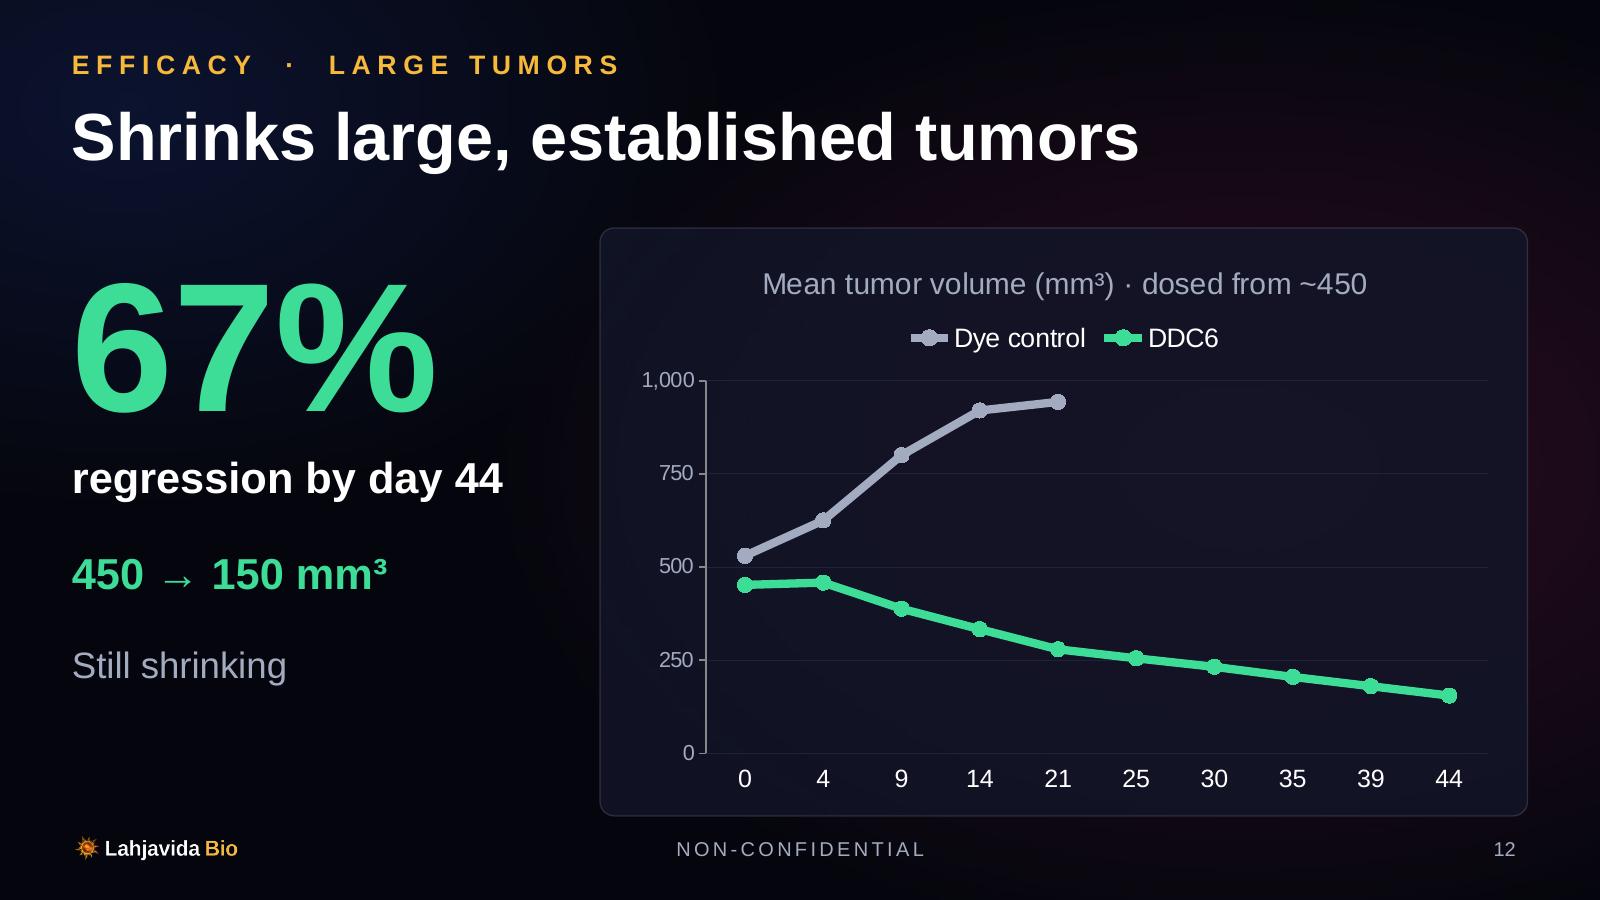 EFFICACY · LARGE TUMORS
Shrinks large, established tumors
67%
regression by day 44
450 → 150 mm³
Still shrinking
Mean tumor volume (mm³) · dosed from ~450
Dye control DDC6
1,000
750
500
250
0
0 4 9 14 21 25 30 35 39 44
Lahjavida Bio
NON-CONFIDENTIAL
12